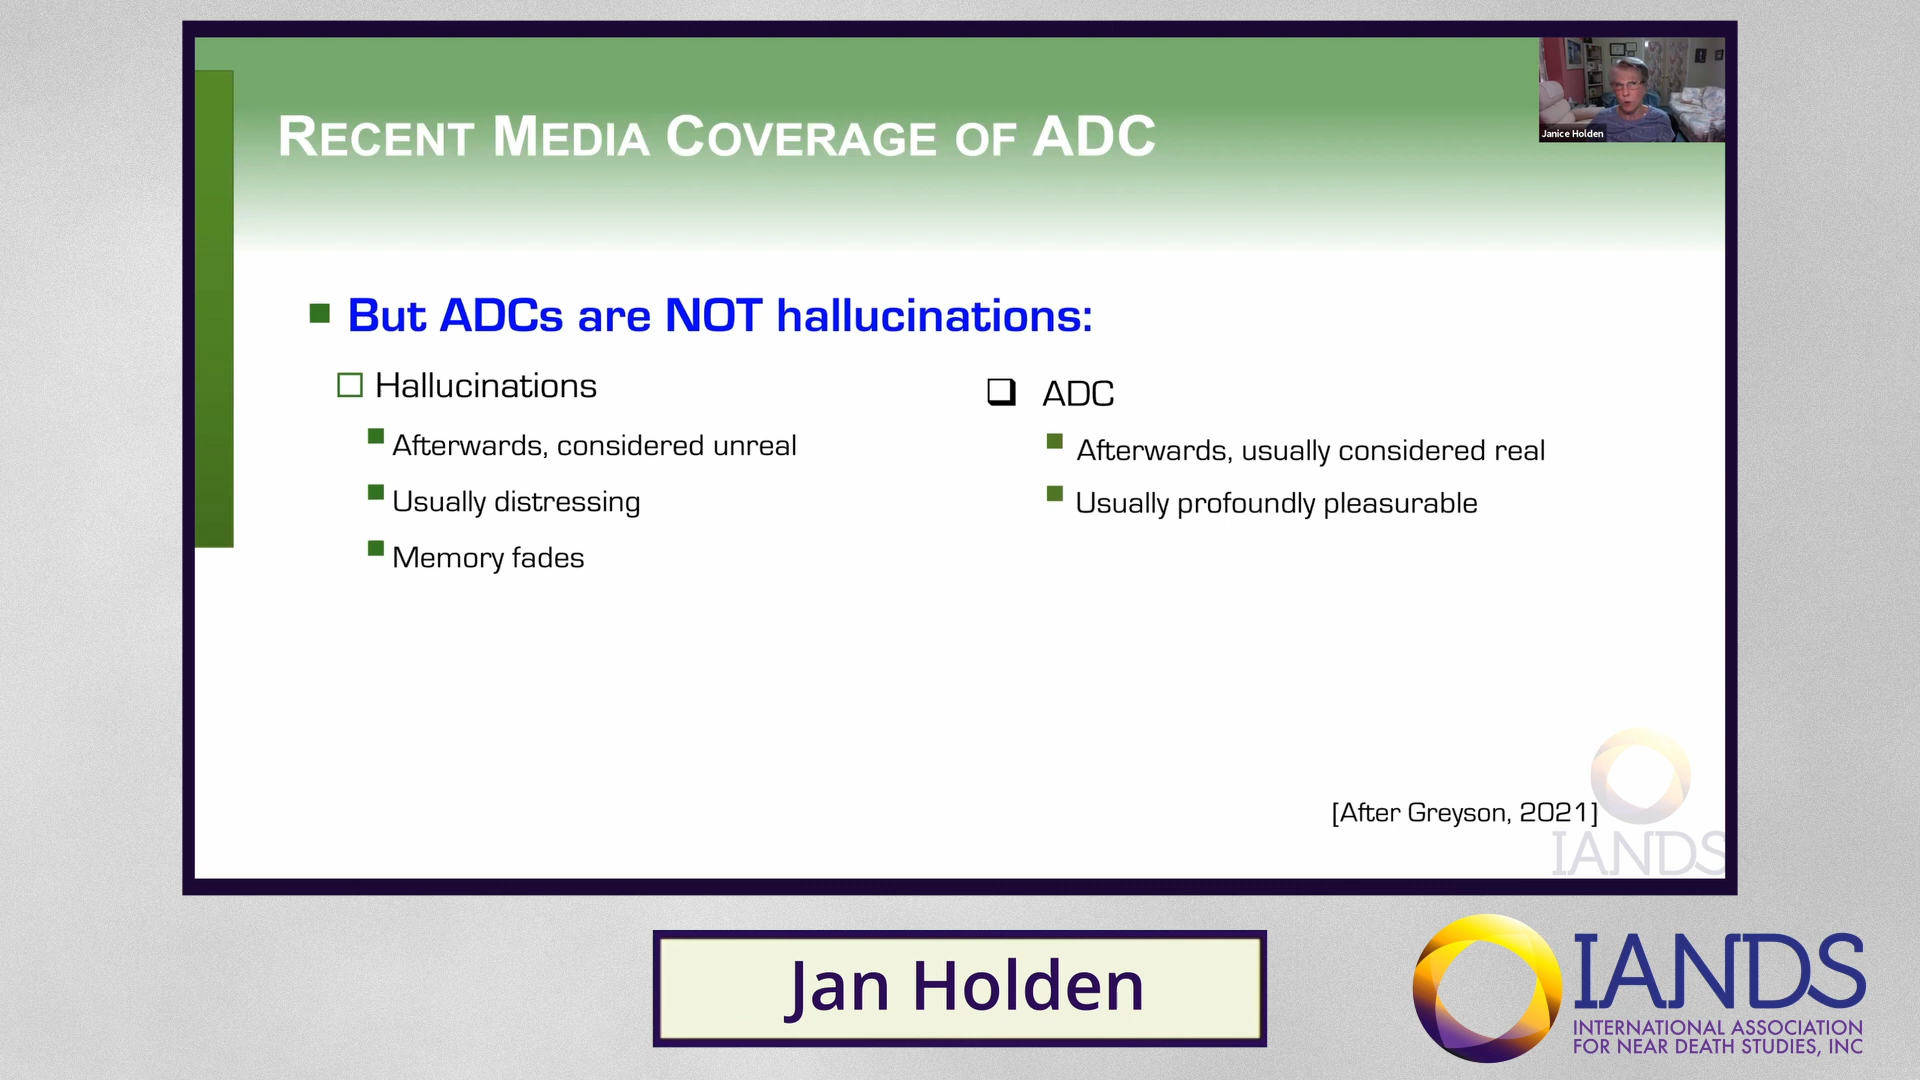 RECENT MEDIA COVERAGE OF ADC
Janice Holden
But ADCs are NOT hallucinations:
Hallucinations
Afterwards, considered unreal
Usually distressing
Memory fades
ADC
Afterwards, usually considered real
Usually profoundly pleasurable
[After Greyson, 2021]
IANDS
Jan Holden
IANDS
INTERNATIONAL ASSOCIATION
FOR NEAR DEATH STUDIES, INC